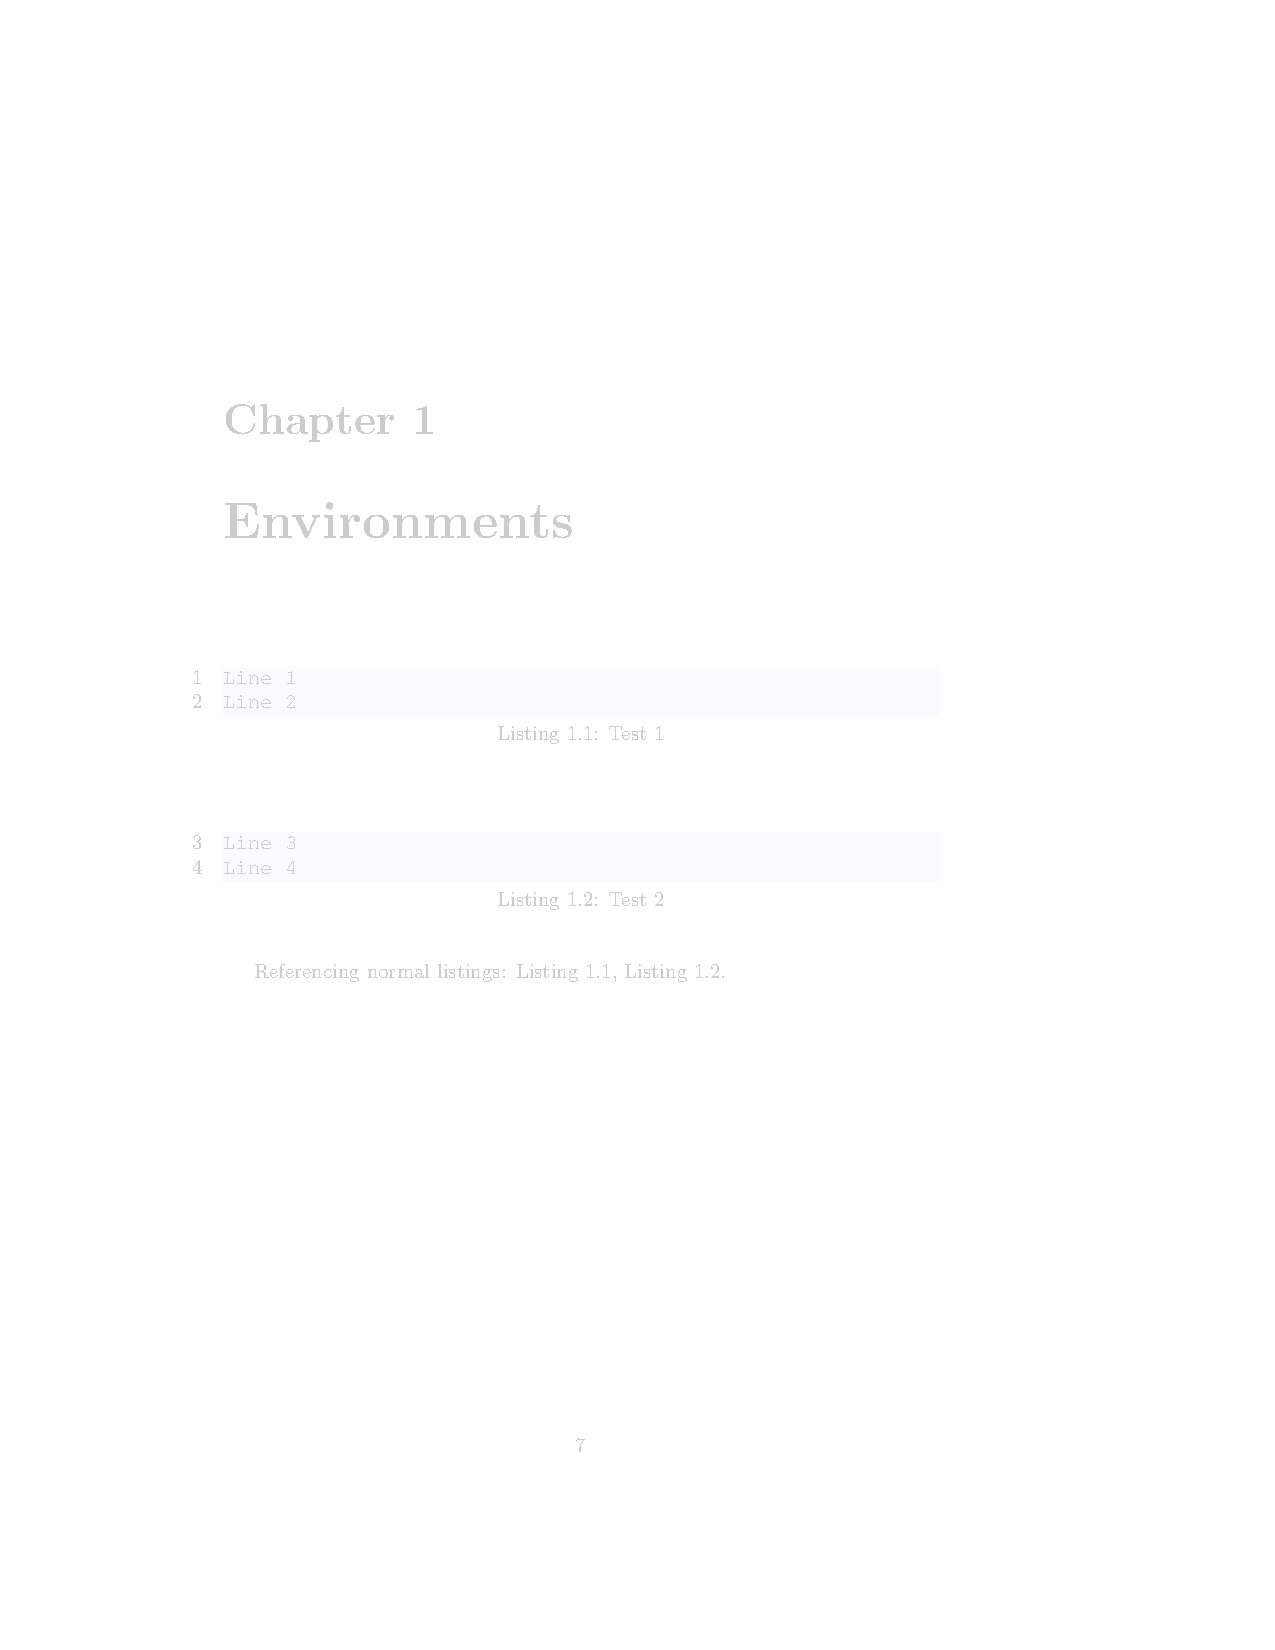 Chapter 1
Environments
1 Line 1
2 Line 2
Listing 1.1: Test 1
3 Line 3
4 Line 4
Listing 1.2: Test 2
Referencing normal listings: Listing 1.1, Listing 1.2.
7